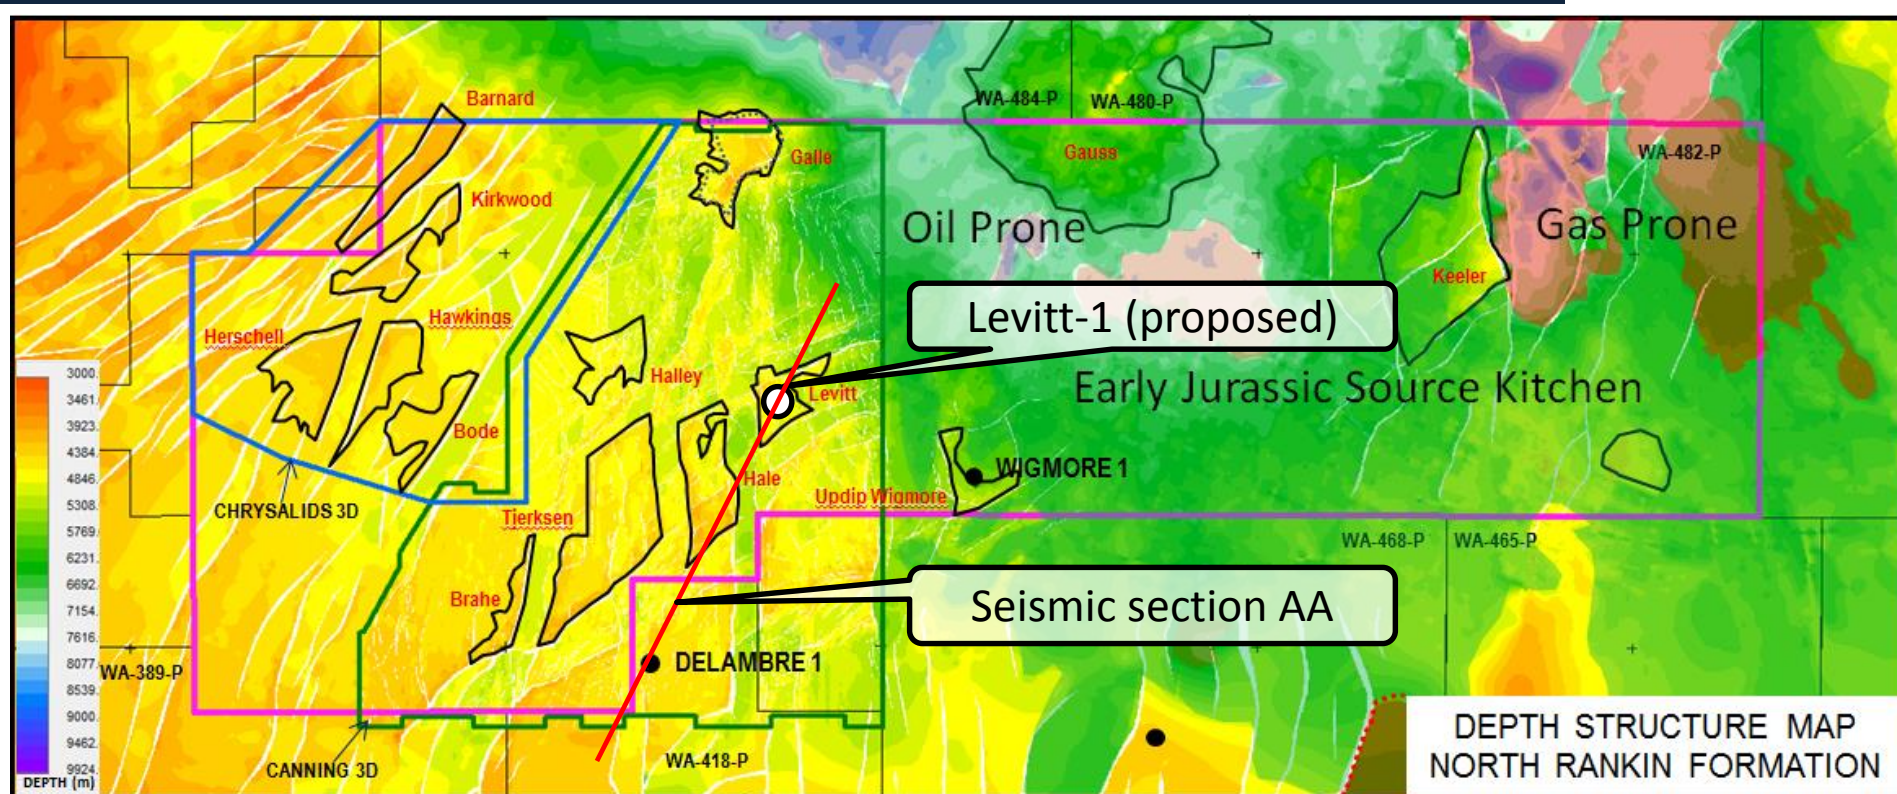 Barnard
WA-484-P
WA-480-P
Galle
Gauss
WA-482-P
Kirkwood
Oil Prone
Gas Prone
Keeler
Hawkings
Herschell
Levitt-1 (proposed)
Halley
Levitt
Early Jurassic Source Kitchen
3000
3461
3923
4384
4846
5308
5769
6231
6692
7154
7616
8077
8539
9000
9462
9924
DEPTH (m)
Bode
Hale
WIGMORE 1
Updip Wigmore
CHRYSALIDS 3D
Tjerksen
WA-468-P
WA-465-P
Brahe
Seismic section AA
WA-389-P
DELAMBRE 1
CANNING 3D
WA-418-P
DEPTH STRUCTURE MAP
NORTH RANKIN FORMATION